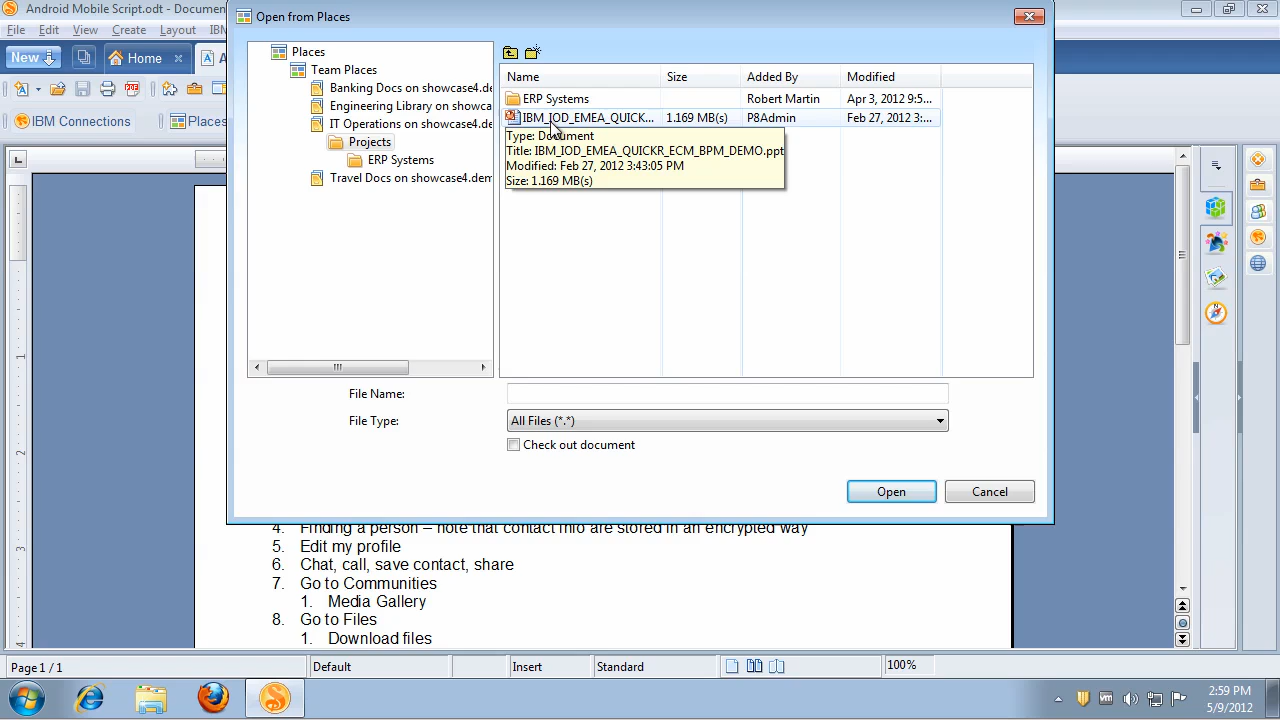 Android Mobile Script.odt - Documen
Open from Places
File Edit View Create Layout IBM
New
Home
A
IBM Connections
Places
Places
Team Places
Banking Docs on showcase4.de
Engineering Library on showca
IT Operations on showcase4.de
Projects
ERP Systems
Travel Docs on showcase4.dem
Name Size Added By Modified
ERP Systems Robert Martin Apr 3, 2012 9:5...
IBM_IOD_EMEA_QUICK... 1.169 MB(s) P8Admin Feb 27, 2012 3:...
Type: Document
Title: IBM_IOD_EMEA_QUICKR_ECM_BPM_DEMO.ppt
Modified: Feb 27, 2012 3:43:05 PM
Size: 1.169 MB(s)
File Name:
File Type: All Files (*.*)
Check out document
Open Cancel
1
2
3
4
4. Finding a person – note that contact info are stored in an encrypted way
5. Edit my profile
6. Chat, call, save contact, share
7. Go to Communities
1. Media Gallery
8. Go to Files
1. Download files
Page 1 / 1 Default Insert Standard 100%
2:59 PM
5/9/2012